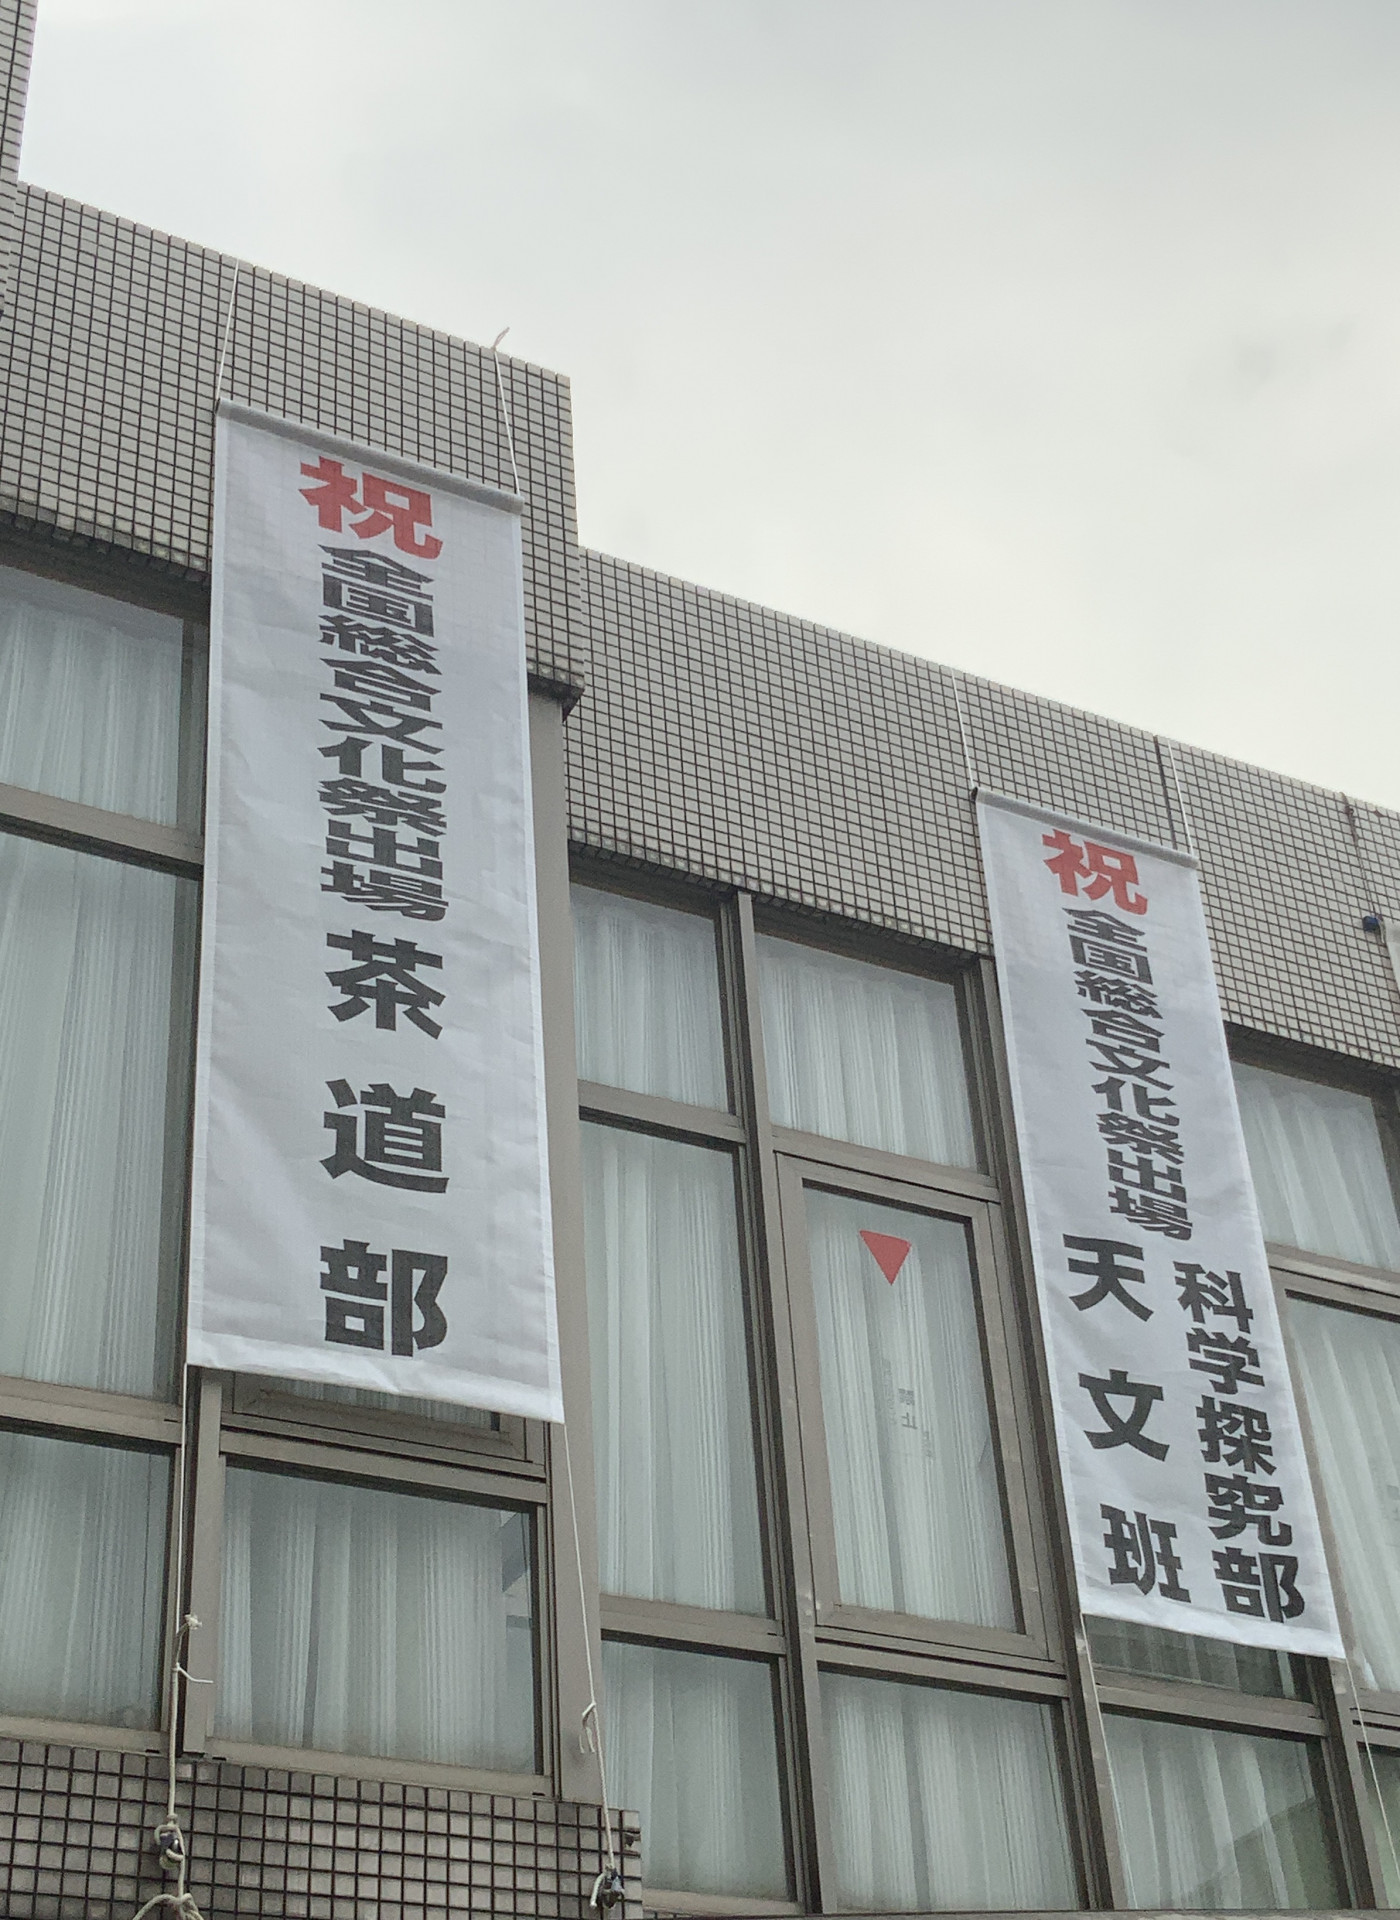 祝
全国総合文化祭出場
茶道部
祝
全国総合文化祭出場
科学探究部
天文班